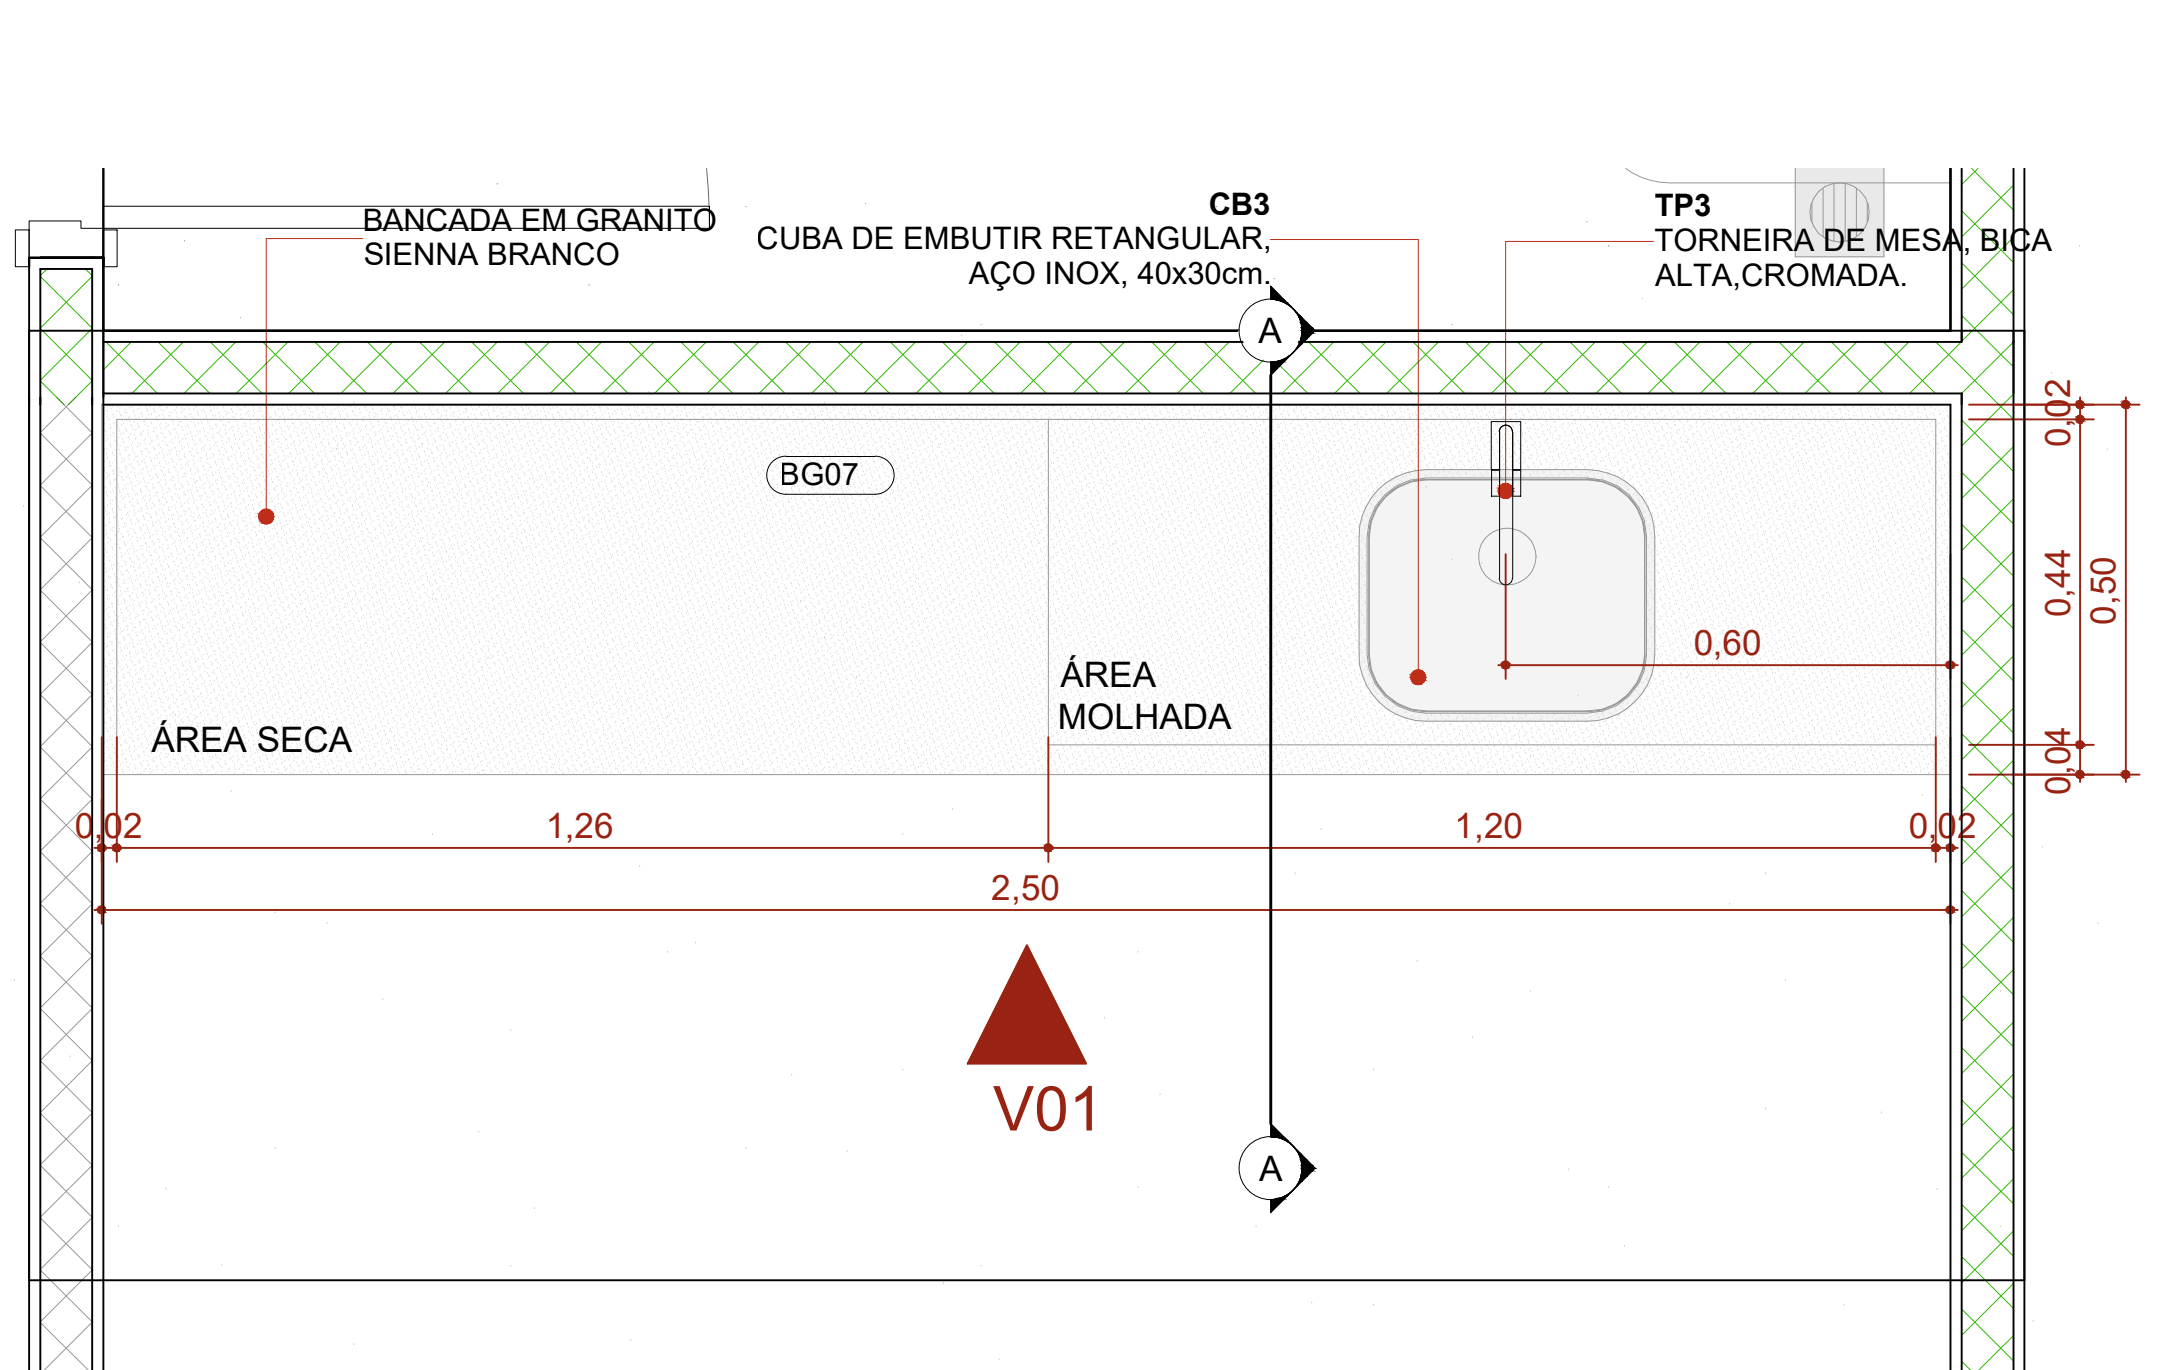 CB3
TP3
BANCADA EM GRANITO
SIENNA BRANCO
CUBA DE EMBUTIR RETANGULAR,
AÇO INOX, 40x30cm.
TORNEIRA DE MESA, BICA
ALTA,CROMADA.
A
BG07
0,02
0,44
0,50
0,04
0,60
ÁREA
MOLHADA
ÁREA SECA
0,02
1,26
1,20
0,02
2,50
V01
A